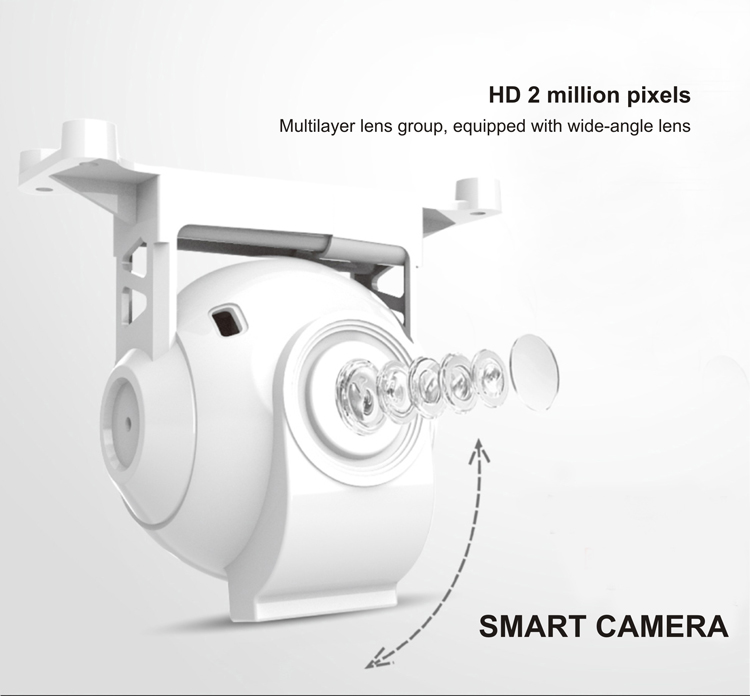 HD 2 million pixels
Multilayer lens group, equipped with wide-angle lens
SMART CAMERA